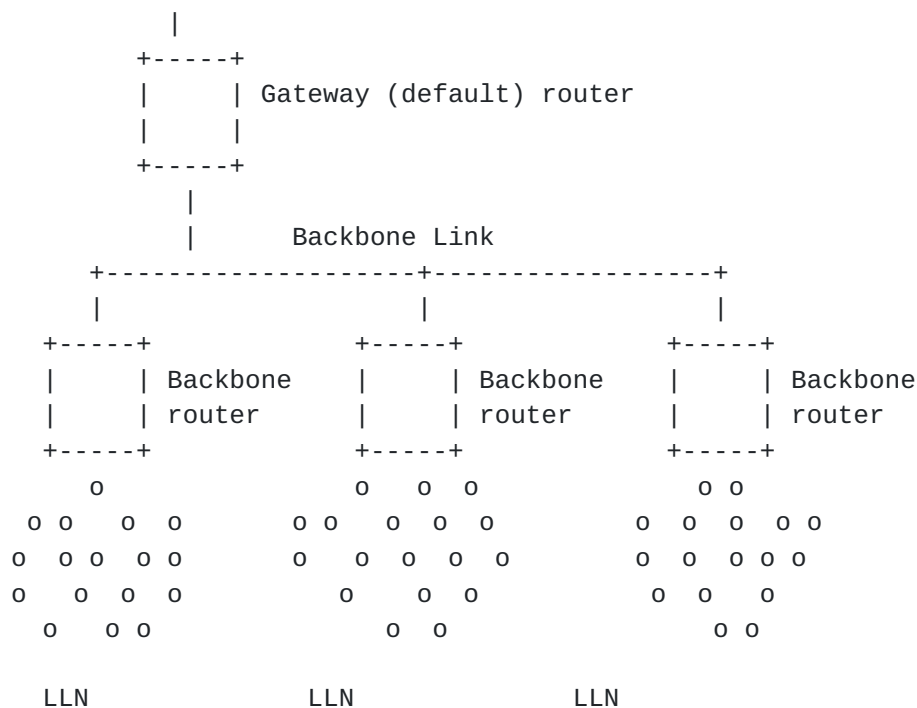 Gateway (default) router
Backbone Link
Backbone Backbone Backbone
router router router
o o o o o o
o o o o o o o o o o o o o o
o o o o o o o o o o o o o o o
o o o o o o o o o o
o o o o o o o
LLN LLN LLN